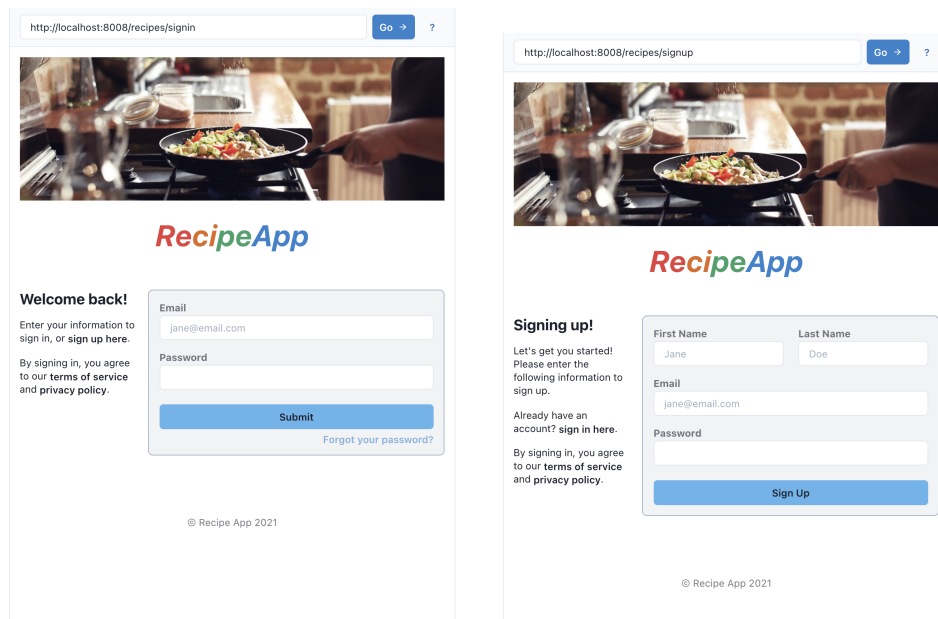 http://localhost:8008/recipes/signin
Go →
?
RecipeApp
Welcome back!
Enter your information to
sign in, or sign up here.
By signing in, you agree
to our terms of service
and privacy policy.
Email
jane@email.com
Password
Submit
Forgot your password?
© Recipe App 2021
http://localhost:8008/recipes/signup
Go →
?
RecipeApp
Signing up!
Let's get you started!
Please enter the
following information to
sign up.
Already have an
account? sign in here.
By signing in, you agree
to our terms of service
and privacy policy.
First Name
Last Name
Jane
Doe
Email
jane@email.com
Password
Sign Up
© Recipe App 2021